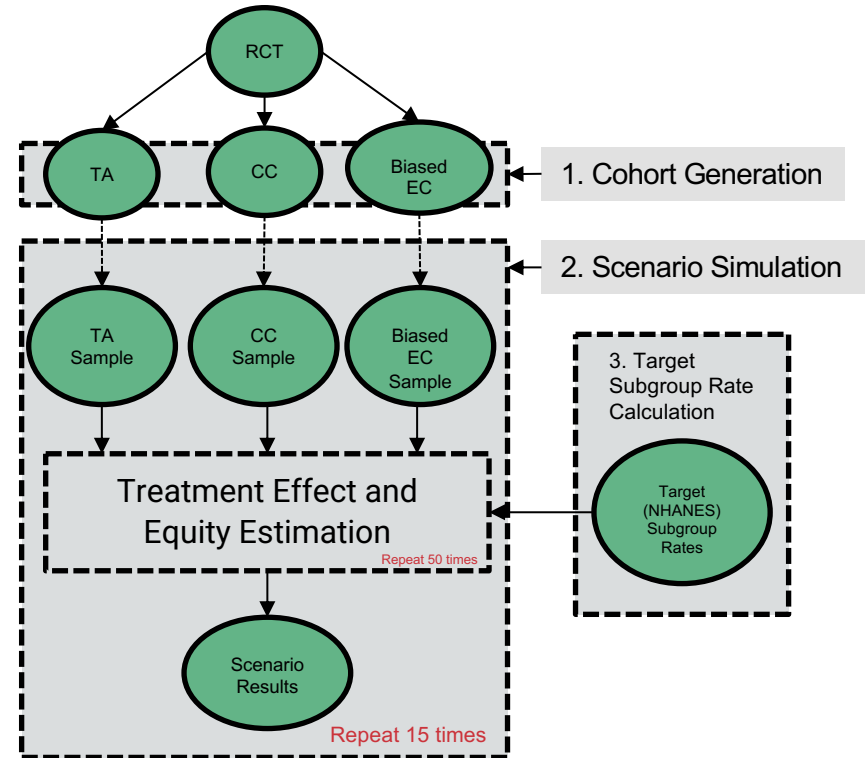 RCT
TA
CC
Biased
EC
1. Cohort Generation
2. Scenario Simulation
TA
Sample
CC
Sample
Biased
EC
Sample
3. Target
Subgroup Rate
Calculation
Treatment Effect and
Equity Estimation
Repeat 50 times
Target
(NHANES)
Subgroup
Rates
Scenario
Results
Repeat 15 times